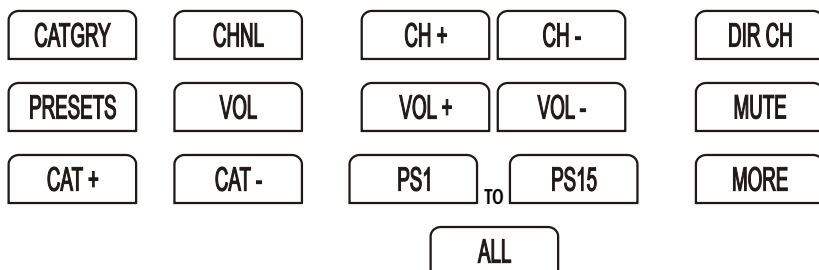 CATGRY CHNL CH + CH - DIR CH
PRESETS VOL VOL + VOL - MUTE
CAT + CAT - PS1 TO PS15 MORE
ALL